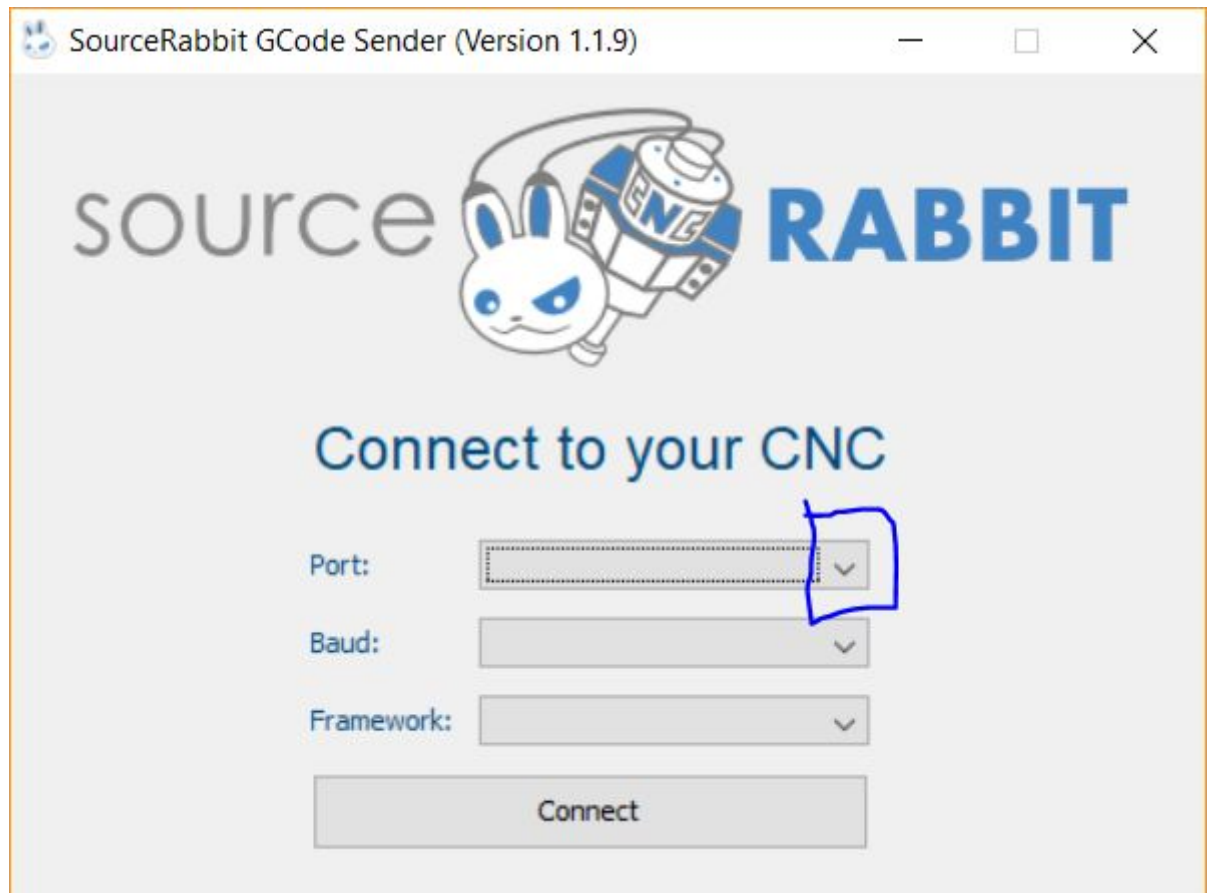 SourceRabbit GCode Sender (Version 1.1.9)
source CNC RABBIT
Connect to your CNC
Port:
Baud:
Framework:
Connect